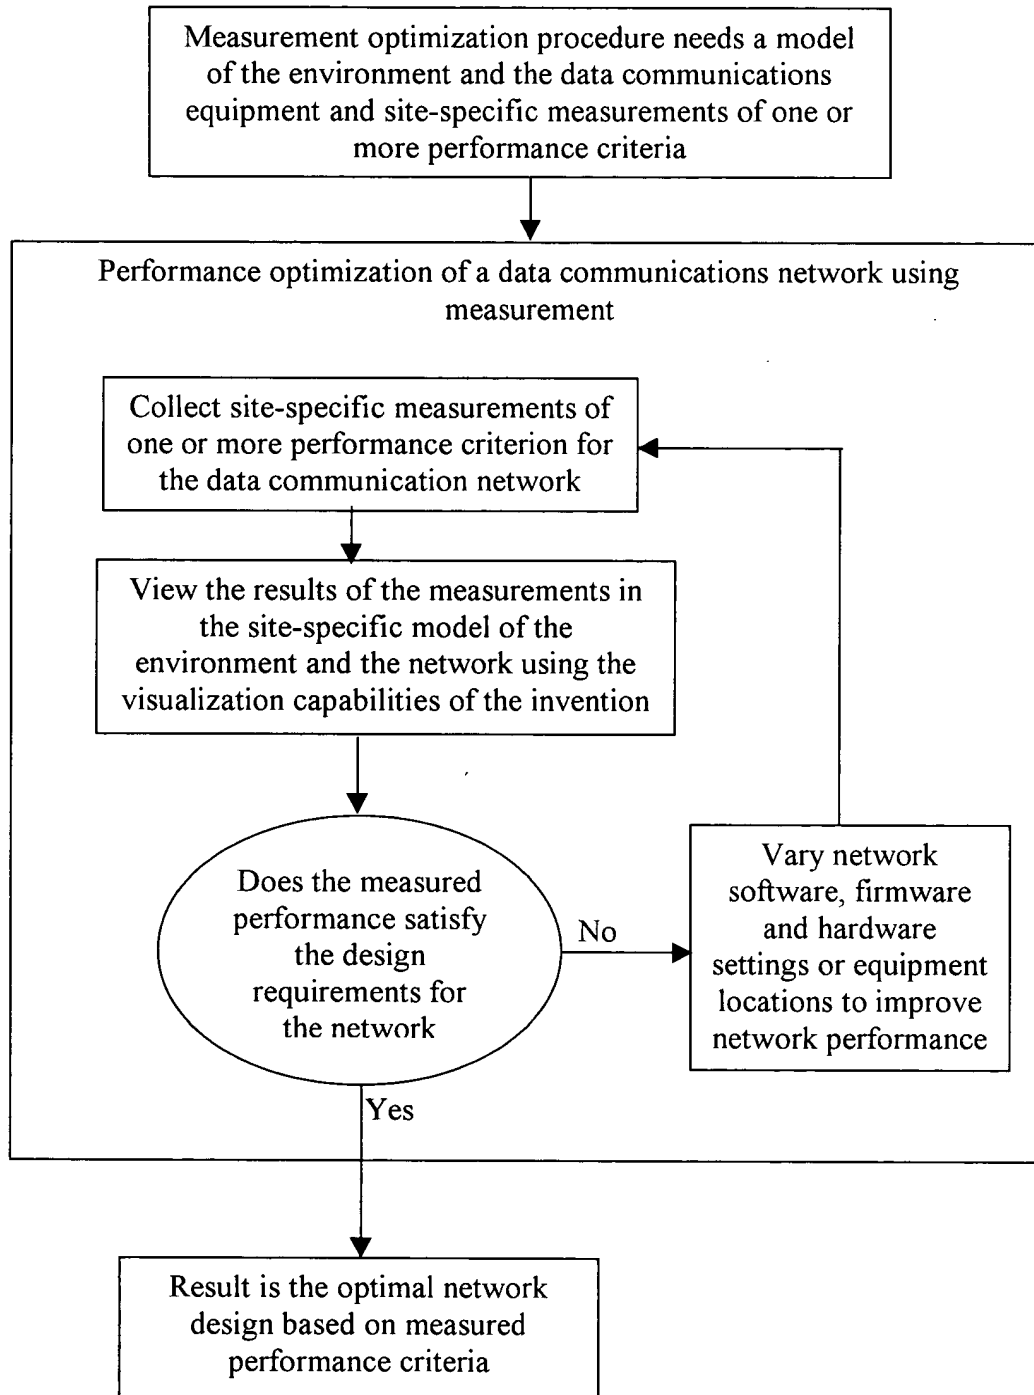 Measurement optimization procedure needs a model
of the environment and the data communications
equipment and site-specific measurements of one or
more performance criteria
Performance optimization of a data communications network using
measurement
Collect site-specific measurements of
one or more performance criterion for
the data communication network
View the results of the measurements in
the site-specific model of the
environment and the network using the
visualization capabilities of the invention
Does the measured
performance satisfy
the design
requirements for
the network
No
Vary network
software, firmware
and hardware
settings or equipment
locations to improve
network performance
Yes
Result is the optimal network
design based on measured
performance criteria